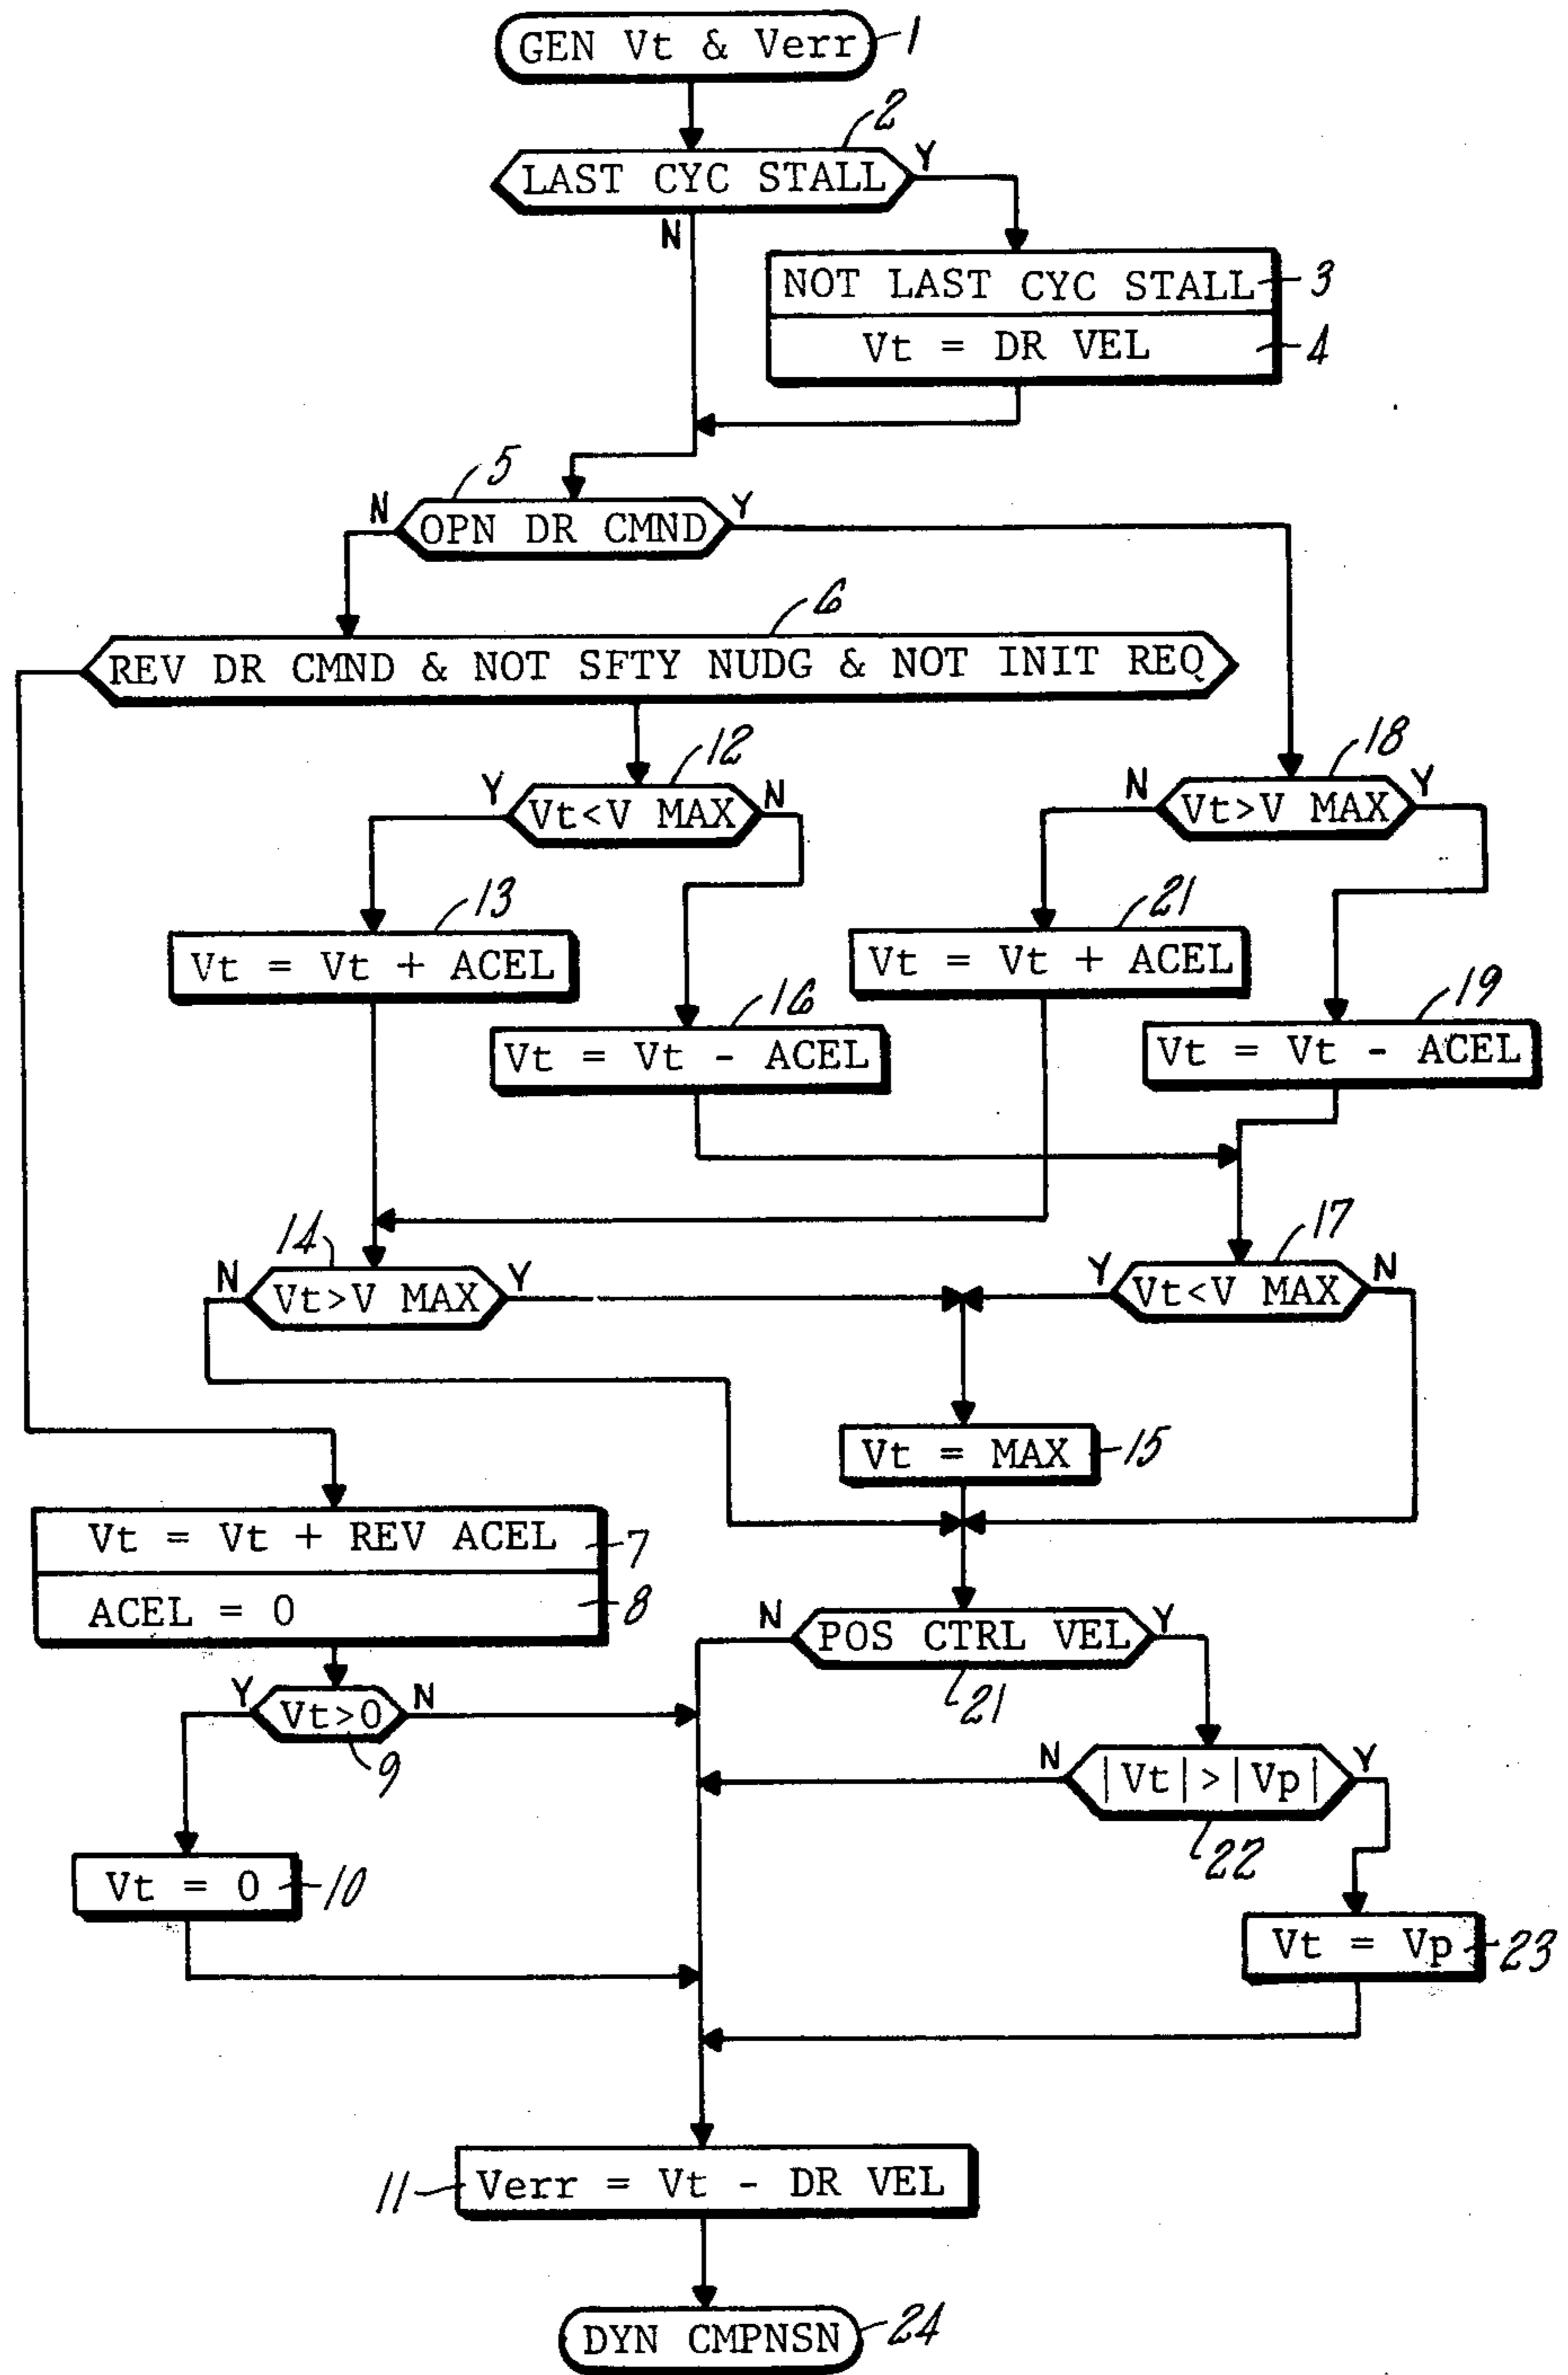 GEN Vt & Verr 1
2
LAST CYC STALL Y
N
NOT LAST CYC STALL 3
Vt = DR VEL 4
5
N OPN DR CMND Y
6
REV DR CMND & NOT SFTY NUDG & NOT INIT REQ
12
Y Vt<V MAX N
18
N Vt>V MAX Y
13
Vt = Vt + ACEL
21
Vt = Vt + ACEL
16
Vt = Vt - ACEL
19
Vt = Vt - ACEL
14
N Vt>V MAX Y
17
Y Vt<V MAX N
Vt = MAX 15
Vt = Vt + REV ACEL 7
ACEL = 0 8
N POS CTRL VEL Y
21
Y Vt>0 N
9
N |Vt|>|Vp| Y
22
Vt = 0 10
Vt = Vp 23
11 Verr = Vt - DR VEL
DYN CMPNSN 24